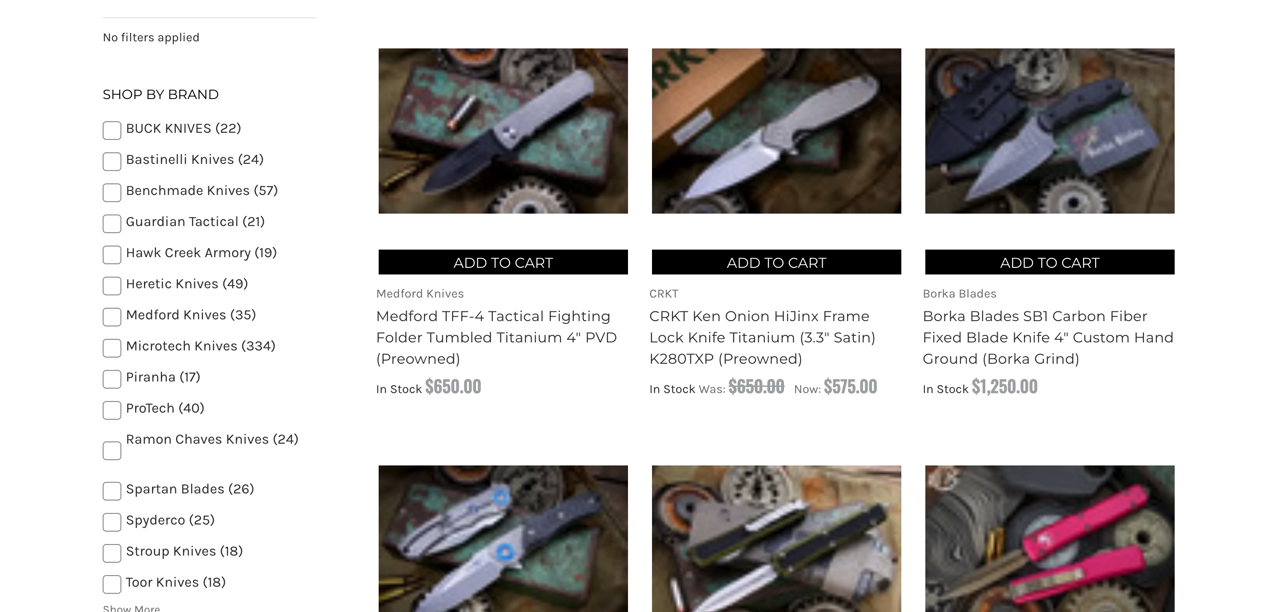 No filters applied
SHOP BY BRAND
BUCK KNIVES (22)
Bastinelli Knives (24)
Benchmade Knives (57)
Guardian Tactical (21)
Hawk Creek Armory (19)
Heretic Knives (49)
Medford Knives (35)
Microtech Knives (334)
Piranha (17)
ProTech (40)
Ramon Chaves Knives (24)
Spartan Blades (26)
Spyderco (25)
Stroup Knives (18)
Toor Knives (18)
Show More
ADD TO CART
Medford Knives
Medford TFF-4 Tactical Fighting
Folder Tumbled Titanium 4" PVD
(Preowned)
In Stock $650.00
ADD TO CART
CRKT
CRKT Ken Onion HiJinx Frame
Lock Knife Titanium (3.3" Satin)
K280TXP (Preowned)
In Stock Was: $650.00 Now: $575.00
Borka Blades
ADD TO CART
Borka Blades
Borka Blades SB1 Carbon Fiber
Fixed Blade Knife 4" Custom Hand
Ground (Borka Grind)
In Stock $1,250.00